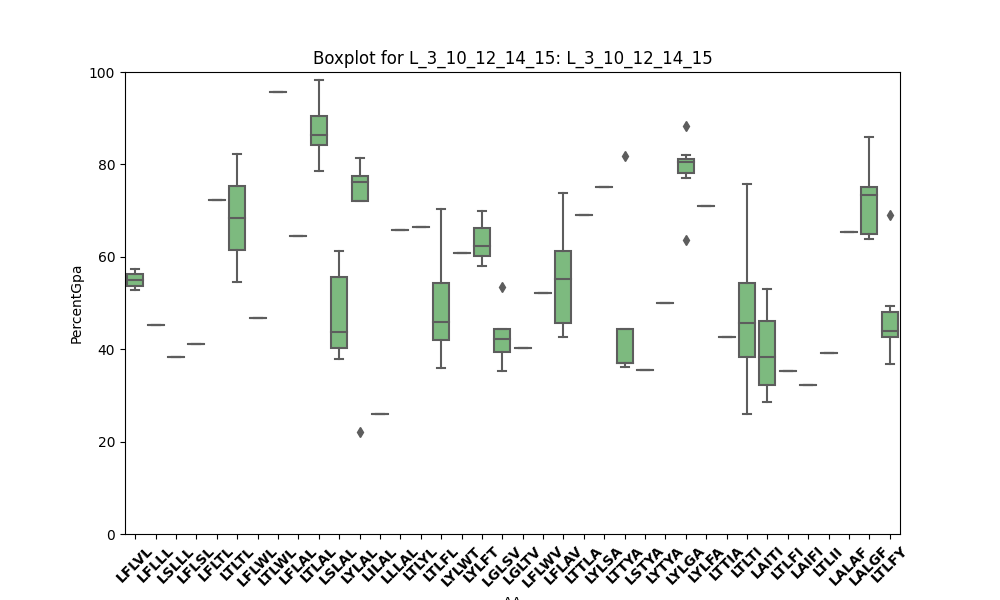 Boxplot for L_3_10_12_14_15: L_3_10_12_14_15
PercentGpa
100
80
60
40
20
0
LFLVL
LFLLL
LSLLL
LFLSL
LFLTL
LTLTL
LFLWL
LTLWL
LFLAL
LTLAL
LSLAL
LYLAL
LILAL
LLLAL
LTLYL
LTLFL
LYLWT
LYLFT
LGLSV
LGLTV
LFLWV
LFLAV
LTTLA
LYLSA
LTTYA
LSTYA
LYTYA
LYLGA
LYLFA
LTTIA
LTLTI
LAITI
LTLFI
LAIFI
LTLII
LALAF
LALGF
LTLFY